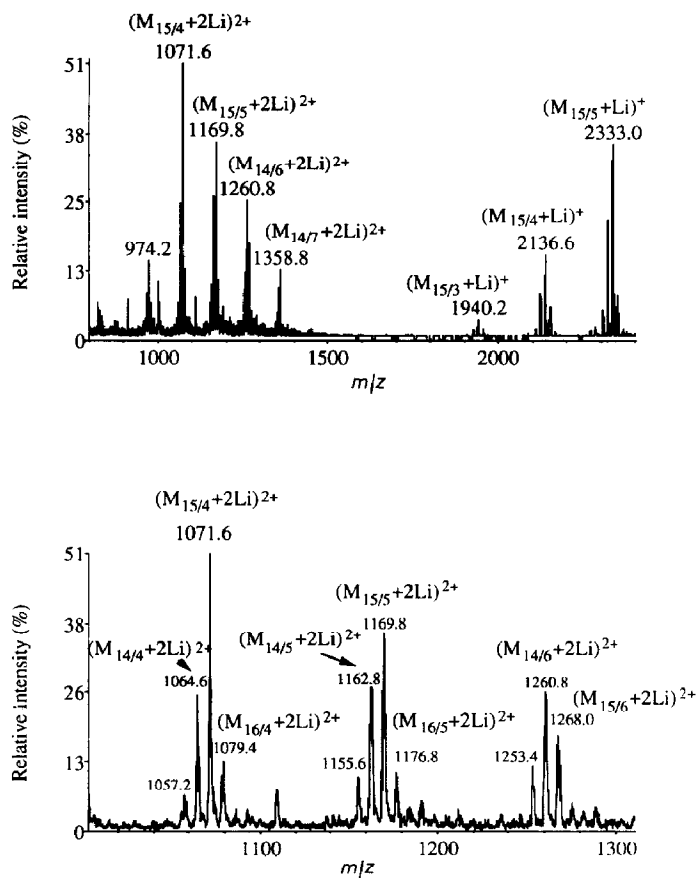 (M15/4+2Li)2+
1071.6
51
(M15/5+2Li) 2+
1169.8
(M15/5+Li)+
2333.0
38
(M14/6+2Li)2+
1260.8
25
(M14/7+2Li)2+
1358.8
(M15/4+Li)+
2136.6
974.2
13
(M15/3+Li)+
1940.2
0
1000
1500
2000
m/z
Relative intensity (%)
(M15/4+2Li)2+
1071.6
51
(M15/5+2Li)2+
1169.8
38
(M14/4+2Li) 2+
1064.6
(M14/5+2Li)2+
1162.8
(M14/6+2Li)2+
1260.8
26
(M15/6+2Li)2+
1268.0
(M16/4+2Li)2+
1079.4
(M16/5+2Li)2+
1176.8
13
1057.2
1155.6
1253.4
0
1100
1200
1300
m/z
Relative intensity (%)